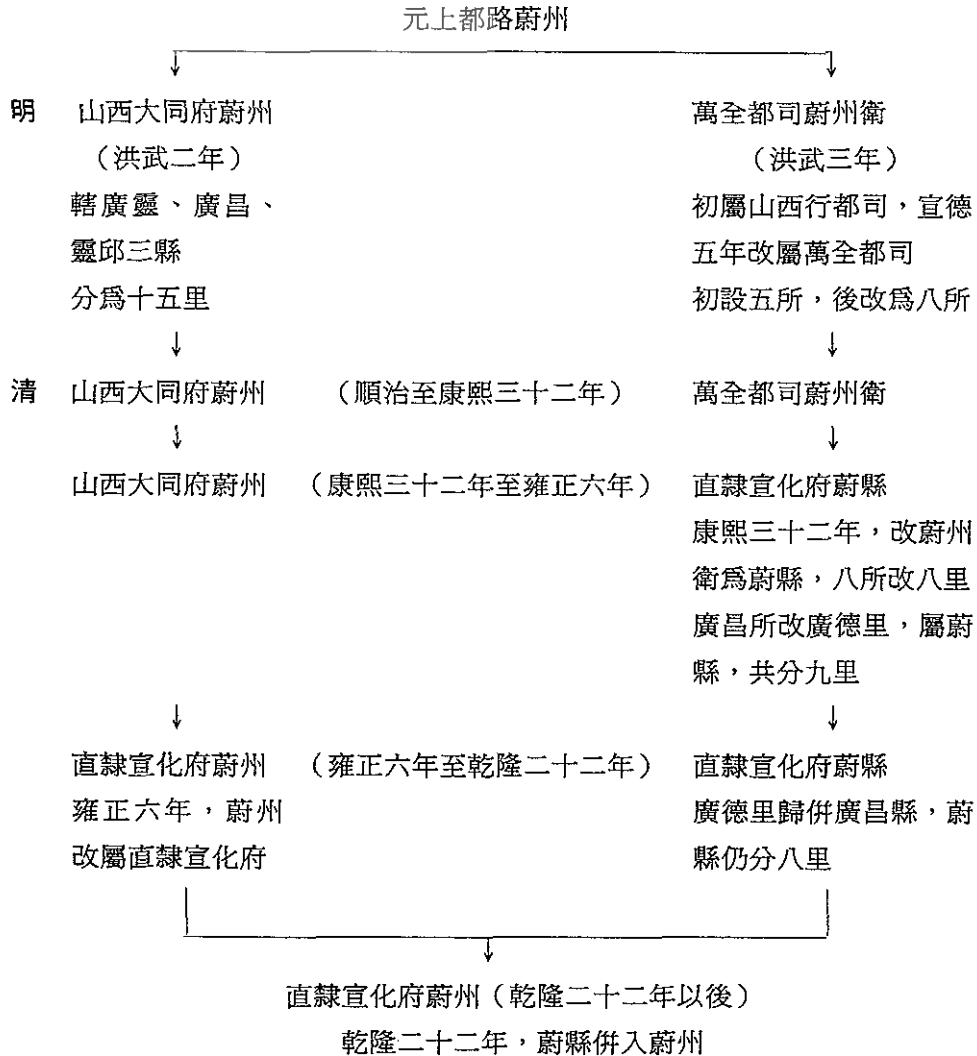 元上都路蔚州
明 山西大同府蔚州 萬全都司蔚州衛
（洪武二年） （洪武三年）
轄廣靈、廣昌、 初屬山西行都司，宣德
靈邱三縣 五年改屬萬全都司
分爲十五里 初設五所，後改爲八所
清 山西大同府蔚州 （順治至康熙三十二年） 萬全都司蔚州衛
山西大同府蔚州 （康熙三十二年至雍正六年） 直隸宣化府蔚縣
康熙三十二年，改蔚州
衛爲蔚縣，八所改八里
廣昌所改廣德里，屬蔚
縣，共分九里
直隸宣化府蔚州 （雍正六年至乾隆二十二年） 直隸宣化府蔚縣
雍正六年，蔚州 廣德里歸併廣昌縣，蔚
改屬直隸宣化府 縣仍分八里
直隸宣化府蔚州（乾隆二十二年以後）
乾隆二十二年，蔚縣併入蔚州